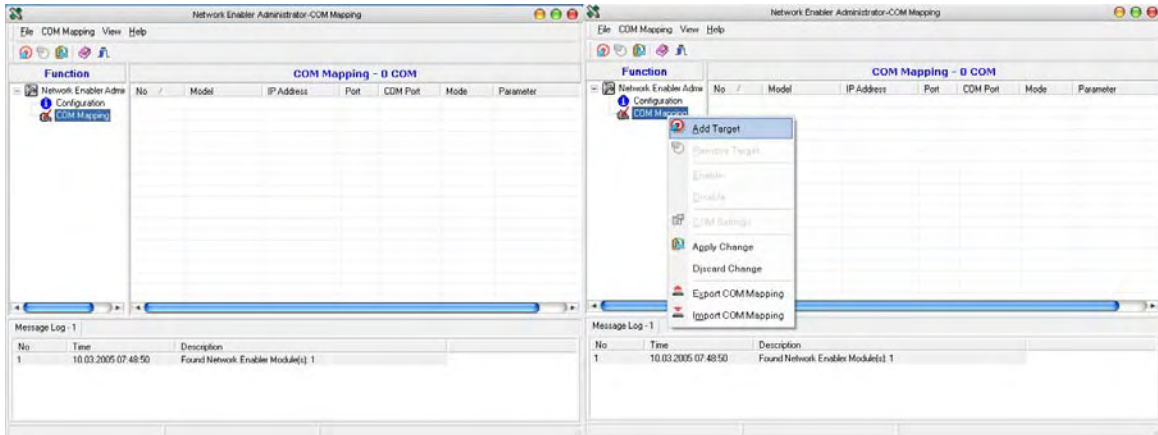 Network Enabler Administrator-COM Mapping
File COM Mapping View Help
Function
COM Mapping - 0 COM
Network Enabler Admi
Configuration
COM Mapping
No / Model IP Address Port COM Port Mode Parameter
Message Log - 1
No Time Description
1 10.03.2005 07:48:50 Found Network Enabler Module(s): 1
Network Enabler Administrator-COM Mapping
File COM Mapping View Help
Function
COM Mapping - 0 COM
Network Enabler Admi
Configuration
COM Mapping
No / Model IP Address Port COM Port Mode Parameter
Add Target
Remove Target
Enable
Disable
COM Settings
Apply Change
Discard Change
Export COM Mapping
Import COM Mapping
Message Log - 1
No Time Description
1 10.03.2005 07:48:50 Found Network Enabler Module(s): 1